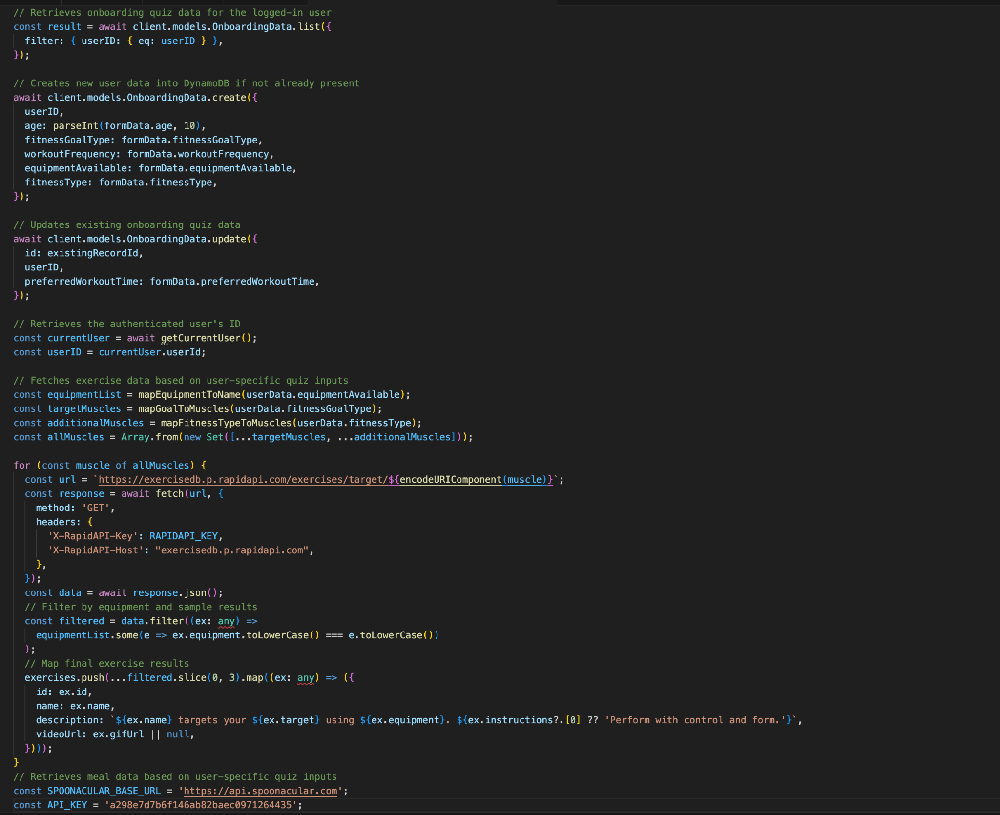 // Retrieves onboarding quiz data for the logged-in user
const result = await client.models.OnboardingData.list({
  filter: { userID: { eq: userID } },
});

// Creates new user data into DynamoDB if not already present
await client.models.OnboardingData.create({
  userID,
  age: parseInt(formData.age, 10),
  fitnessGoalType: formData.fitnessGoalType,
  workoutFrequency: formData.workoutFrequency,
  equipmentAvailable: formData.equipmentAvailable,
  fitnessType: formData.fitnessType,
});

// Updates existing onboarding quiz data
await client.models.OnboardingData.update({
  id: existingRecordId,
  userID,
  preferredWorkoutTime: formData.preferredWorkoutTime,
});

// Retrieves the authenticated user's ID
const currentUser = await getCurrentUser();
const userID = currentUser.userId;

// Fetches exercise data based on user-specific quiz inputs
const equipmentList = mapEquipmentToName(userData.equipmentAvailable);
const targetMuscles = mapGoalToMuscles(userData.fitnessGoalType);
const additionalMuscles = mapFitnessTypeToMuscles(userData.fitnessType);
const allMuscles = Array.from(new Set([...targetMuscles, ...additionalMuscles]));

for (const muscle of allMuscles) {
  const url = `https://exercisedb.p.rapidapi.com/exercises/target/${encodeURIComponent(muscle)}`;
  const response = await fetch(url, {
    method: 'GET',
    headers: {
      'X-RapidAPI-Key': RAPIDAPI_KEY,
      'X-RapidAPI-Host': "exercisedb.p.rapidapi.com",
    },
  });
  const data = await response.json();
  // Filter by equipment and sample results
  const filtered = data.filter((ex: any) =>
    equipmentList.some(e => ex.equipment.toLowerCase() === e.toLowerCase())
  );
  // Map final exercise results
  exercises.push(...filtered.slice(0, 3).map((ex: any) => ({
    id: ex.id,
    name: ex.name,
    description: `${ex.name} targets your ${ex.target} using ${ex.equipment}. ${ex.instructions?.[0] ?? 'Perform with control and form.'}`,
    videoUrl: ex.gifUrl || null,
  })));
}
// Retrieves meal data based on user-specific quiz inputs
const SPOONACULAR_BASE_URL = 'https://api.spoonacular.com';
const API_KEY = 'a298e7d7b6f146ab82baec0971264435';